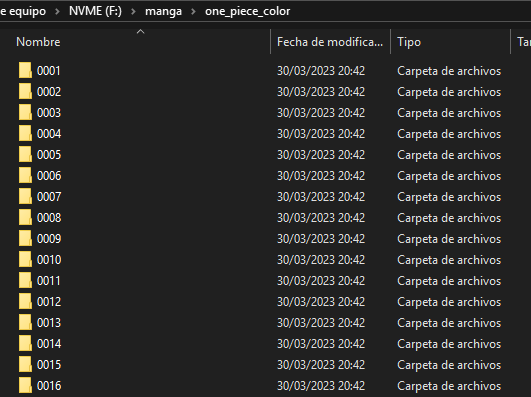 e equipo > NVME (F:) > manga > one_piece_color
Nombre Fecha de modifica... Tipo Ta
0001 30/03/2023 20:42 Carpeta de archivos
0002 30/03/2023 20:42 Carpeta de archivos
0003 30/03/2023 20:42 Carpeta de archivos
0004 30/03/2023 20:42 Carpeta de archivos
0005 30/03/2023 20:42 Carpeta de archivos
0006 30/03/2023 20:42 Carpeta de archivos
0007 30/03/2023 20:42 Carpeta de archivos
0008 30/03/2023 20:42 Carpeta de archivos
0009 30/03/2023 20:42 Carpeta de archivos
0010 30/03/2023 20:42 Carpeta de archivos
0011 30/03/2023 20:42 Carpeta de archivos
0012 30/03/2023 20:42 Carpeta de archivos
0013 30/03/2023 20:42 Carpeta de archivos
0014 30/03/2023 20:42 Carpeta de archivos
0015 30/03/2023 20:42 Carpeta de archivos
0016 30/03/2023 20:42 Carpeta de archivos